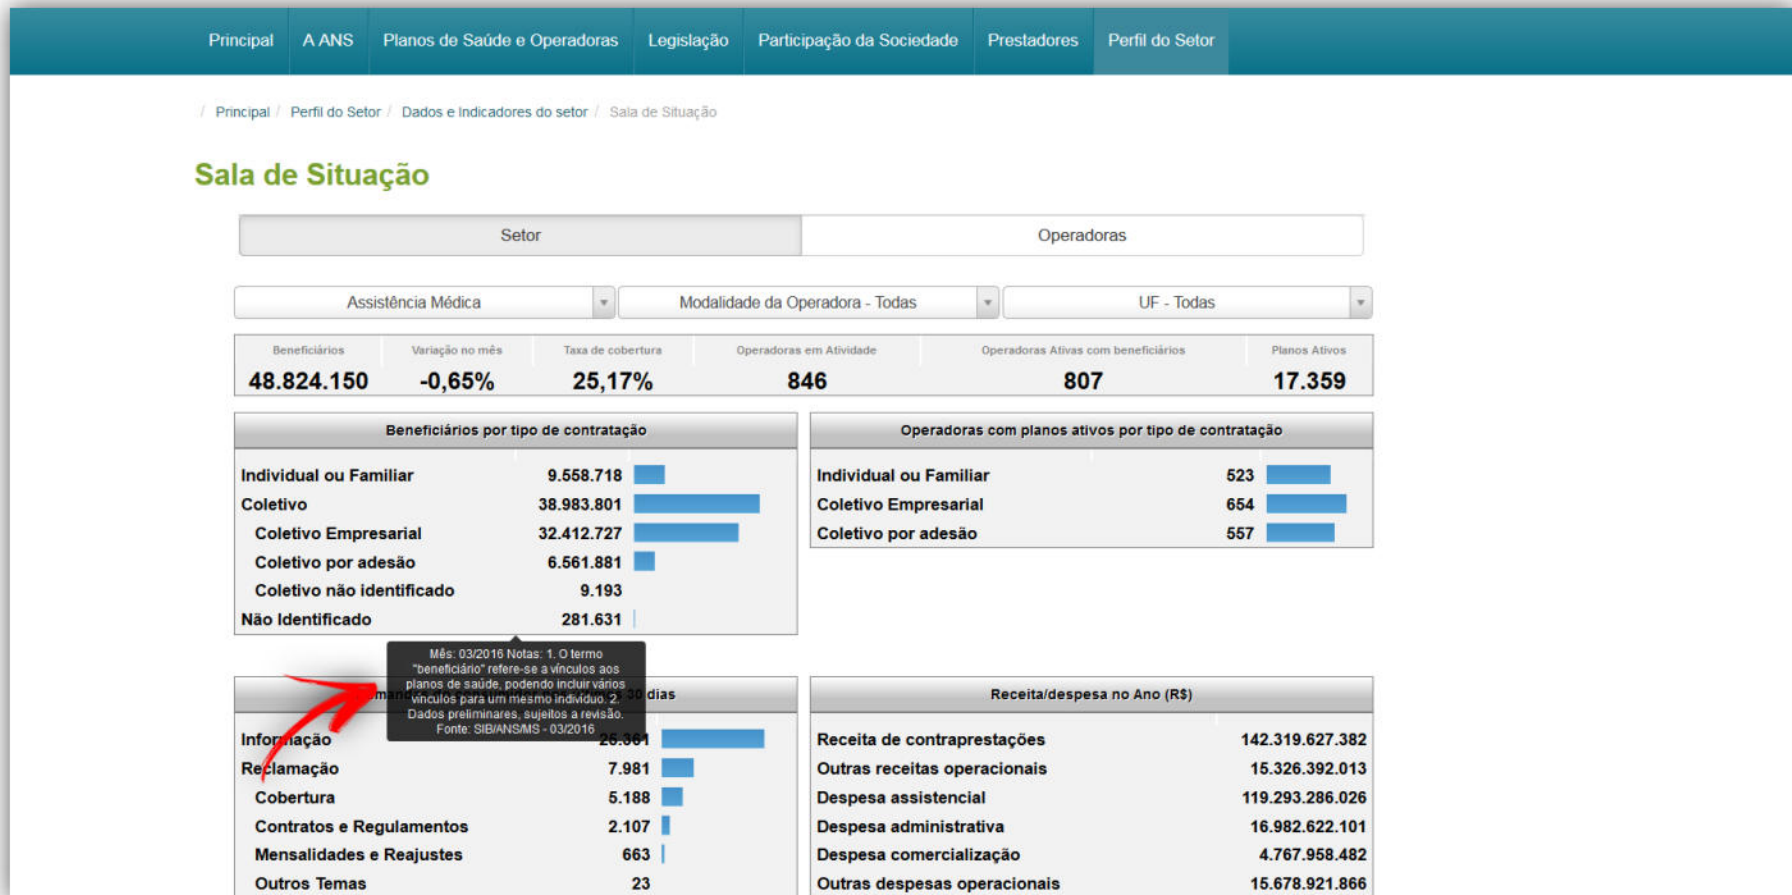 Principal A ANS Planos de Saúde e Operadoras Legislação Participação da Sociedade Prestadores Perfil do Setor
/ Principal / Perfil do Setor / Dados e Indicadores do setor / Sala de Situação
Sala de Situação
Setor Operadoras
Assistência Médica Modalidade da Operadora - Todas UF - Todas
Beneficiários Variação no mês Taxa de cobertura Operadoras em Atividade Operadoras Ativas com beneficiários Planos Ativos
48.824.150 -0,65% 25,17% 846 807 17.359
Beneficiários por tipo de contratação
Individual ou Familiar 9.558.718
Coletivo 38.983.801
Coletivo Empresarial 32.412.727
Coletivo por adesão 6.561.881
Coletivo não identificado 9.193
Não Identificado 281.631
Operadoras com planos ativos por tipo de contratação
Individual ou Familiar 523
Coletivo Empresarial 654
Coletivo por adesão 557
Mês: 03/2016 Notas: 1. O termo
"beneficiário" refere-se a vínculos aos
planos de saúde, podendo incluir vários
vínculos para um mesmo indivíduo. 2.
Dados preliminares, sujeitos a revisão.
Fonte: SIB/ANS/MS - 03/2016
dias
Informação 26.361
Reclamação 7.981
Cobertura 5.188
Contratos e Regulamentos 2.107
Mensalidades e Reajustes 663
Outros Temas 23
Receita/despesa no Ano (R$)
Receita de contraprestações 142.319.627.382
Outras receitas operacionais 15.326.392.013
Despesa assistencial 119.293.286.026
Despesa administrativa 16.982.622.101
Despesa comercialização 4.767.958.482
Outras despesas operacionais 15.678.921.866